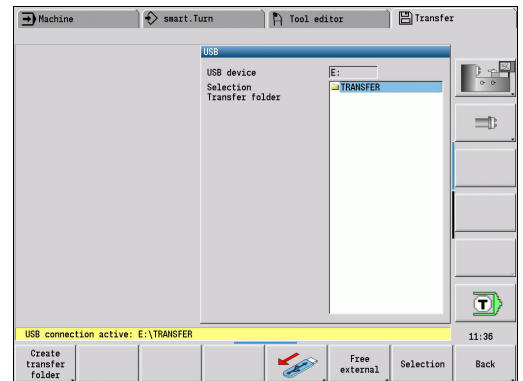 Machine
smart.Turn
Tool editor
Transfer
USB
USB device
E:
Selection
Transfer folder
TRANSFER
T
USB connection active: E:\TRANSFER
11:36
Create
transfer
folder
Free
external
Selection
Back